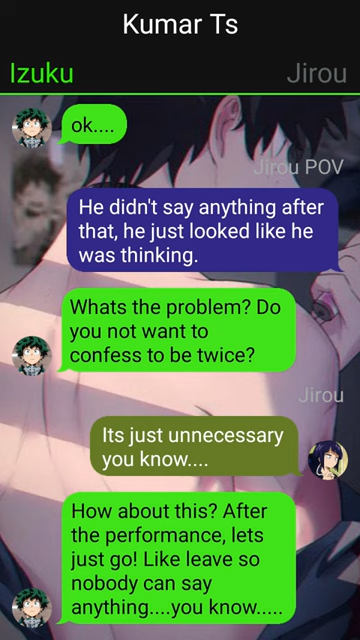 Kumar Ts
Izuku
Jirou
ok....
Jirou POV
He didn't say anything after
that, he just looked like he
was thinking.
Whats the problem? Do
you not want to
confess to be twice?
Jirou
Its just unnecessary
you know....
How about this? After
the performance, lets
just go! Like leave so
nobody can say
anything....you know.....